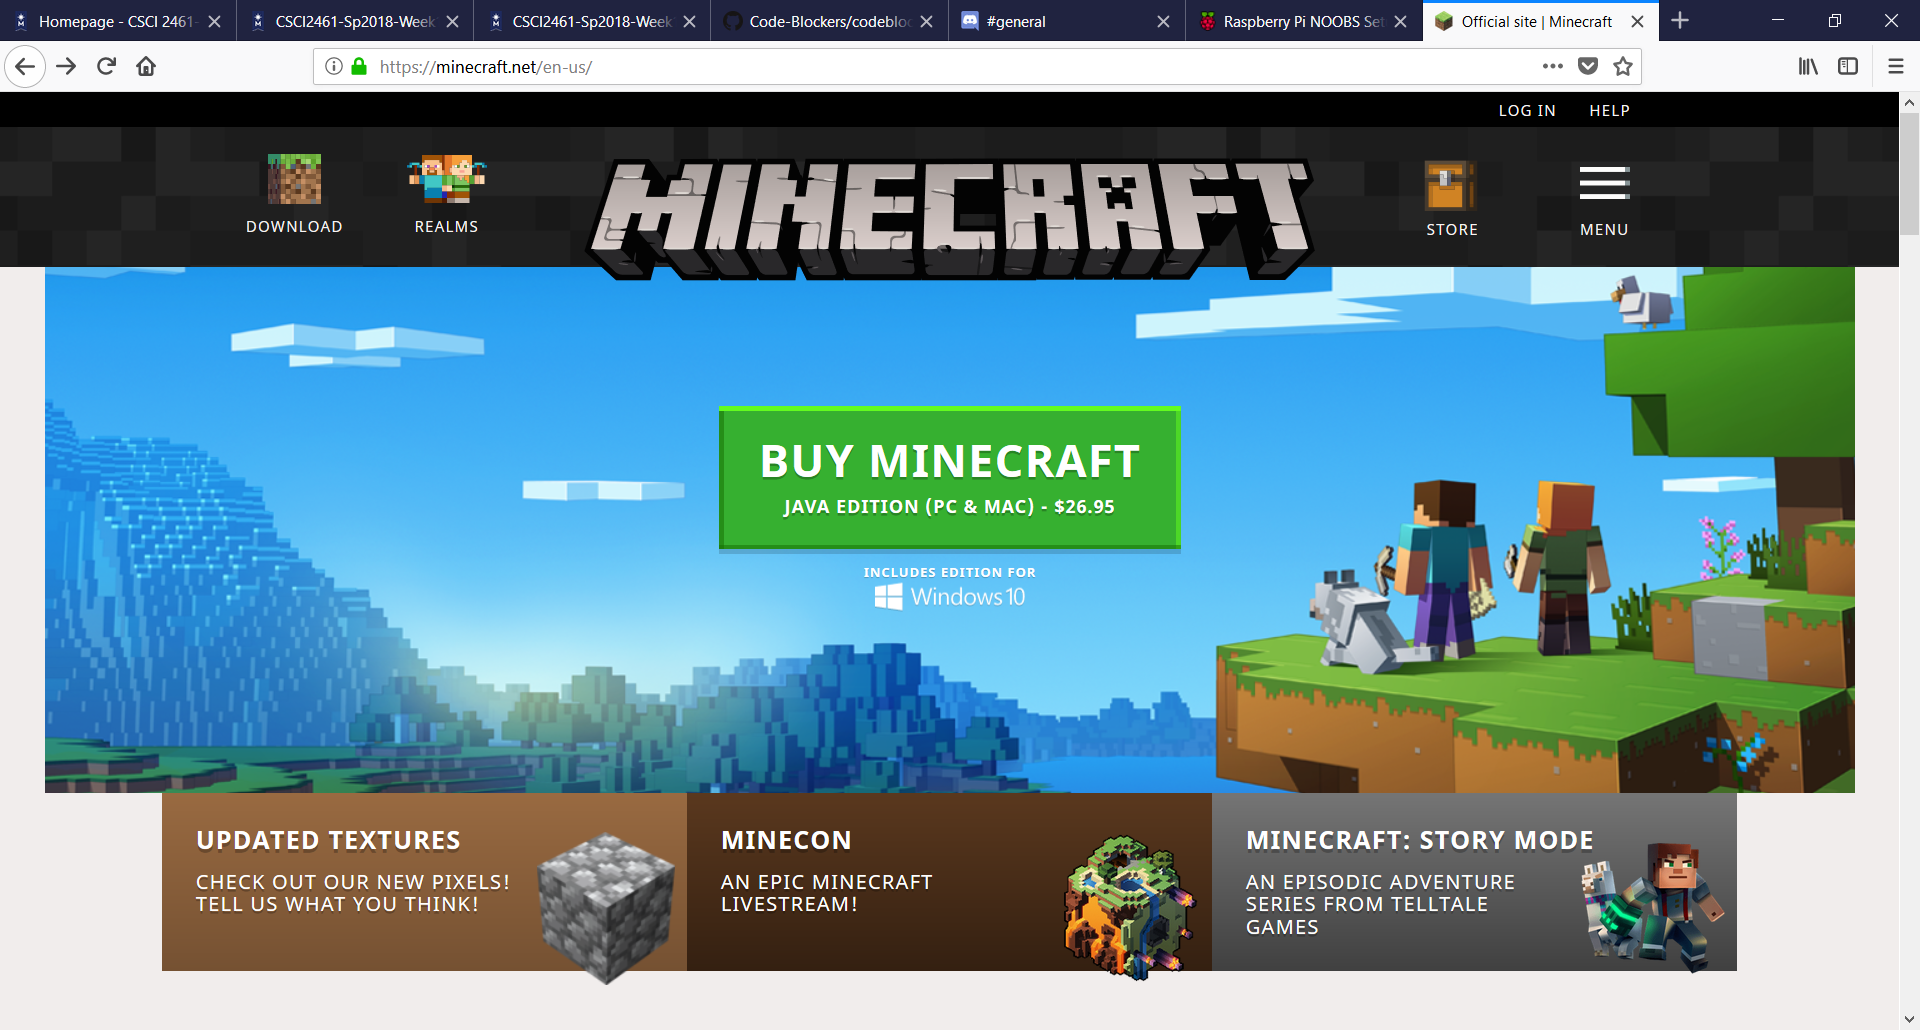 Homepage - CSCI 2461-
CSCI2461-Sp2018-Week
CSCI2461-Sp2018-Week
Code-Blockers/codebloc
#general
Raspberry Pi NOOBS Set
Official site | Minecraft
https://minecraft.net/en-us/
LOG IN HELP
DOWNLOAD
REALMS
MINECRAFT
STORE
MENU
BUY MINECRAFT
JAVA EDITION (PC & MAC) - $26.95
INCLUDES EDITION FOR
Windows 10
UPDATED TEXTURES
CHECK OUT OUR NEW PIXELS!
TELL US WHAT YOU THINK!
MINECON
AN EPIC MINECRAFT
LIVESTREAM!
MINECRAFT: STORY MODE
AN EPISODIC ADVENTURE
SERIES FROM TELLTALE
GAMES